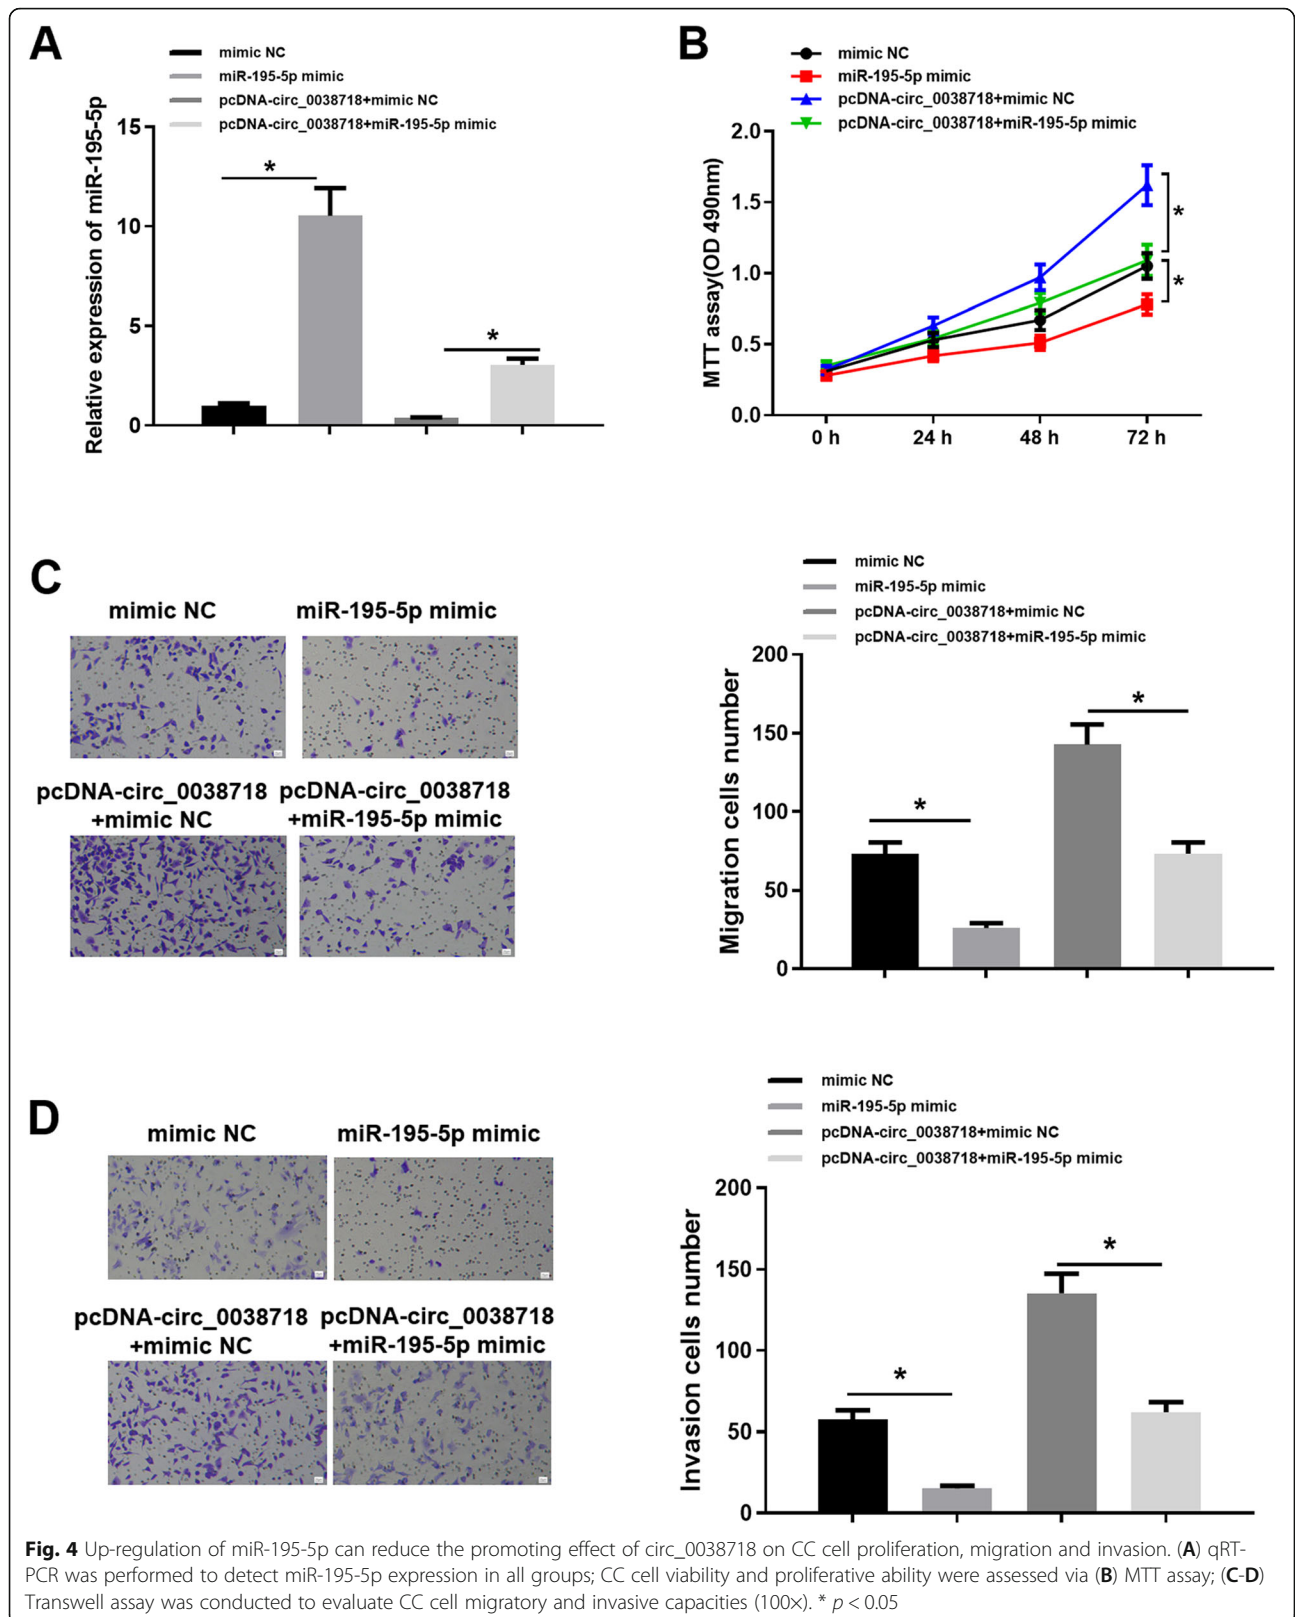 A
mimic NC
miR-195-5p mimic
pcDNA-circ_0038718+mimic NC
pcDNA-circ_0038718+miR-195-5p mimic
Relative expression of miR-195-5p
15
10
5
0
*
*
B
mimic NC
miR-195-5p mimic
pcDNA-circ_0038718+mimic NC
pcDNA-circ_0038718+miR-195-5p mimic
MTT assay(OD 490nm)
2.0
1.5
1.0
0.5
0.0
0 h
24 h
48 h
72 h
*
*
C
mimic NC
miR-195-5p mimic
pcDNA-circ_0038718
+mimic NC
pcDNA-circ_0038718
+miR-195-5p mimic
mimic NC
miR-195-5p mimic
pcDNA-circ_0038718+mimic NC
pcDNA-circ_0038718+miR-195-5p mimic
Migration cells number
200
150
100
50
0
*
*
D
mimic NC
miR-195-5p mimic
pcDNA-circ_0038718
+mimic NC
pcDNA-circ_0038718
+miR-195-5p mimic
mimic NC
miR-195-5p mimic
pcDNA-circ_0038718+mimic NC
pcDNA-circ_0038718+miR-195-5p mimic
Invasion cells number
200
150
100
50
0
*
*
Fig. 4 Up-regulation of miR-195-5p can reduce the promoting effect of circ_0038718 on CC cell proliferation, migration and invasion. (A) qRT-
PCR was performed to detect miR-195-5p expression in all groups; CC cell viability and proliferative ability were assessed via (B) MTT assay; (C-D)
Transwell assay was conducted to evaluate CC cell migratory and invasive capacities (100×). * p < 0.05